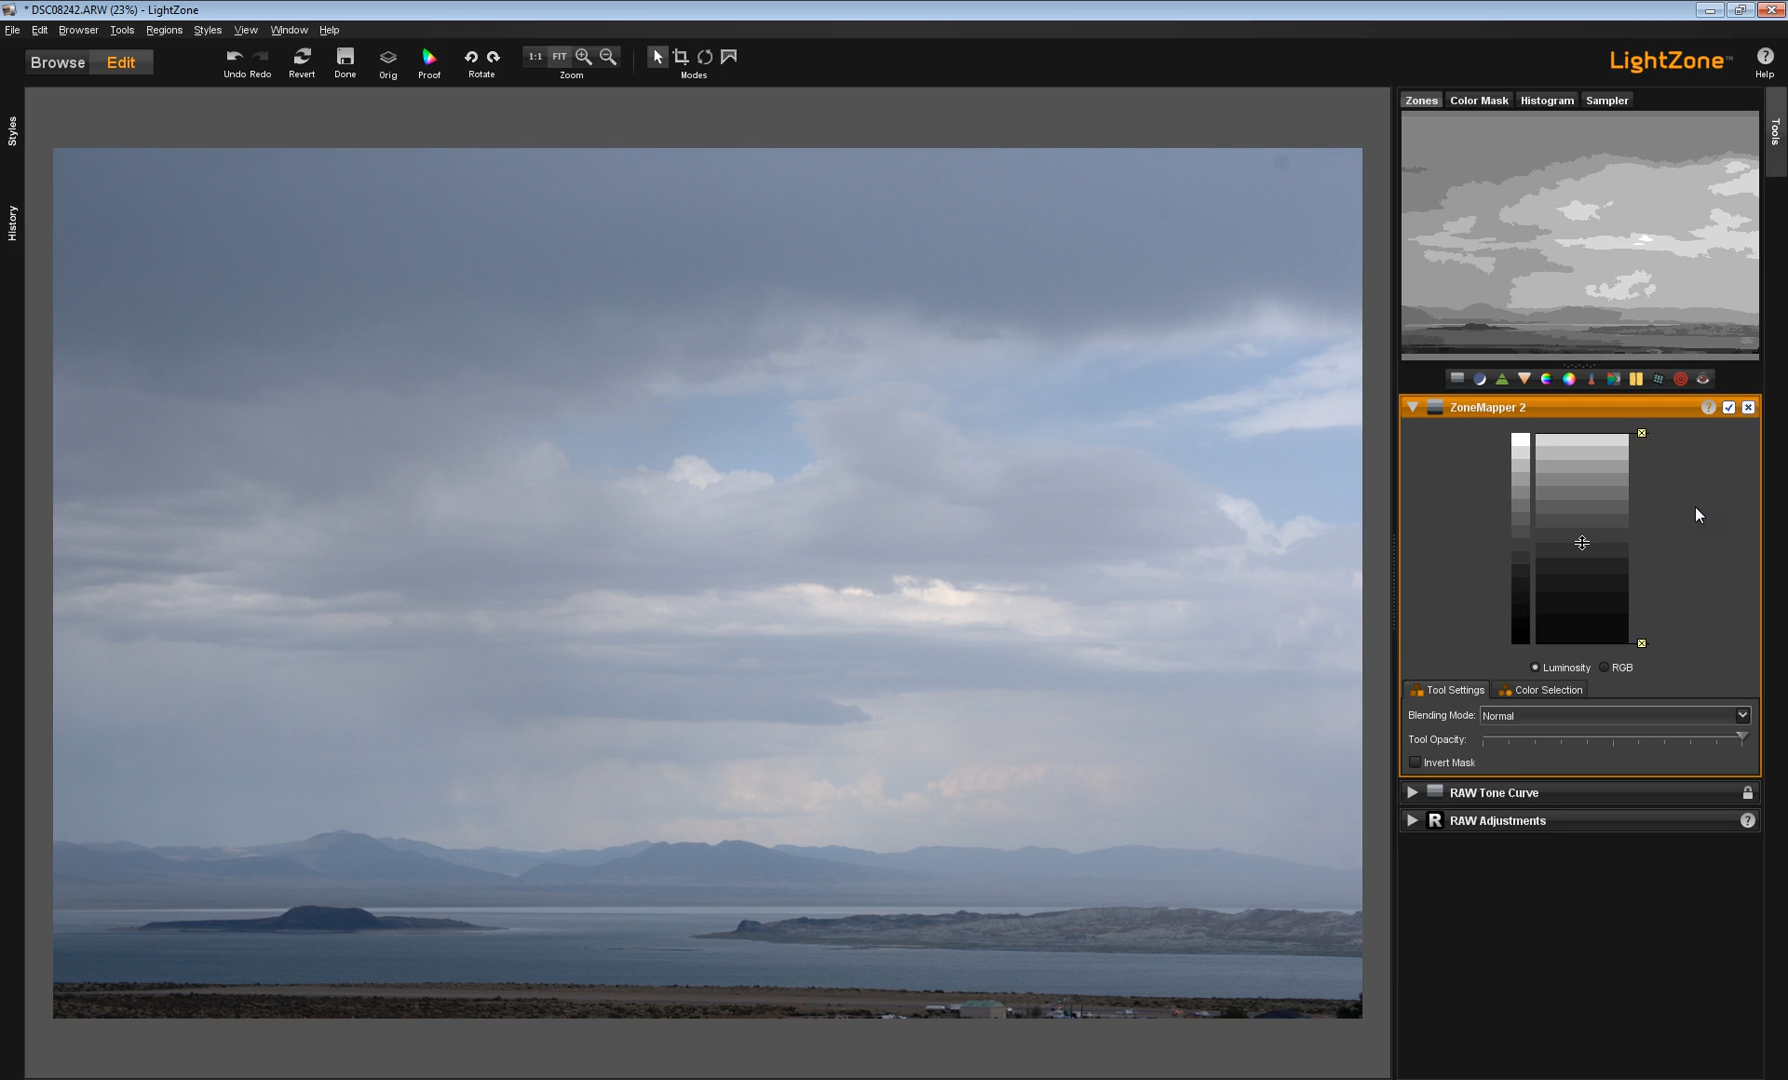 * DSC08242.ARW (23%) - LightZone
File Edit Browser Tools Regions Styles View Window Help
Browse Edit
Undo Redo Revert Done Orig Proof Rotate
1:1 FIT
Zoom
Modes
LightZone™
?
Help
Styles
History
Zones Color Mask Histogram Sampler
Tools
ZoneMapper 2 ?
Luminosity RGB
Tool Settings Color Selection
Blending Mode: Normal
Tool Opacity:
Invert Mask
RAW Tone Curve
R RAW Adjustments ?